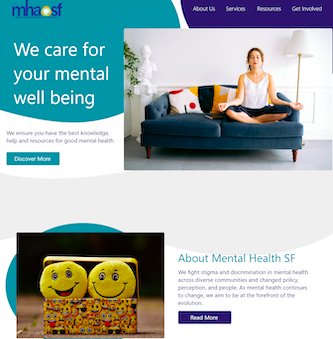 mhaosf
About Us Services Resources Get Involved
We care for
your mental
well being
We ensure you have the best knowledge,
help and resources for good mental health
Discover More
About Mental Health SF
We fight stigma and discrimination in mental health
across diverse communities and changed policy,
perception, and people. As mental health continues
to change, we aim to be at the forefront of the
evolution.
Read More